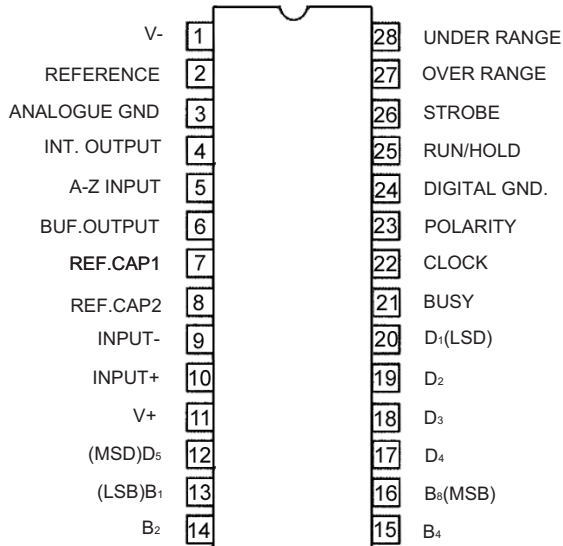 V- 1 28 UNDER RANGE
REFERENCE 2 27 OVER RANGE
ANALOGUE GND 3 26 STROBE
INT. OUTPUT 4 25 RUN/HOLD
A-Z INPUT 5 24 DIGITAL GND.
BUF.OUTPUT 6 23 POLARITY
REF.CAP1 7 22 CLOCK
REF.CAP2 8 21 BUSY
INPUT- 9 20 D₁(LSD)
INPUT+ 10 19 D₂
V+ 11 18 D₃
(MSD)D₅ 12 17 D₄
(LSB)B₁ 13 16 B₈(MSB)
B₂ 14 15 B₄